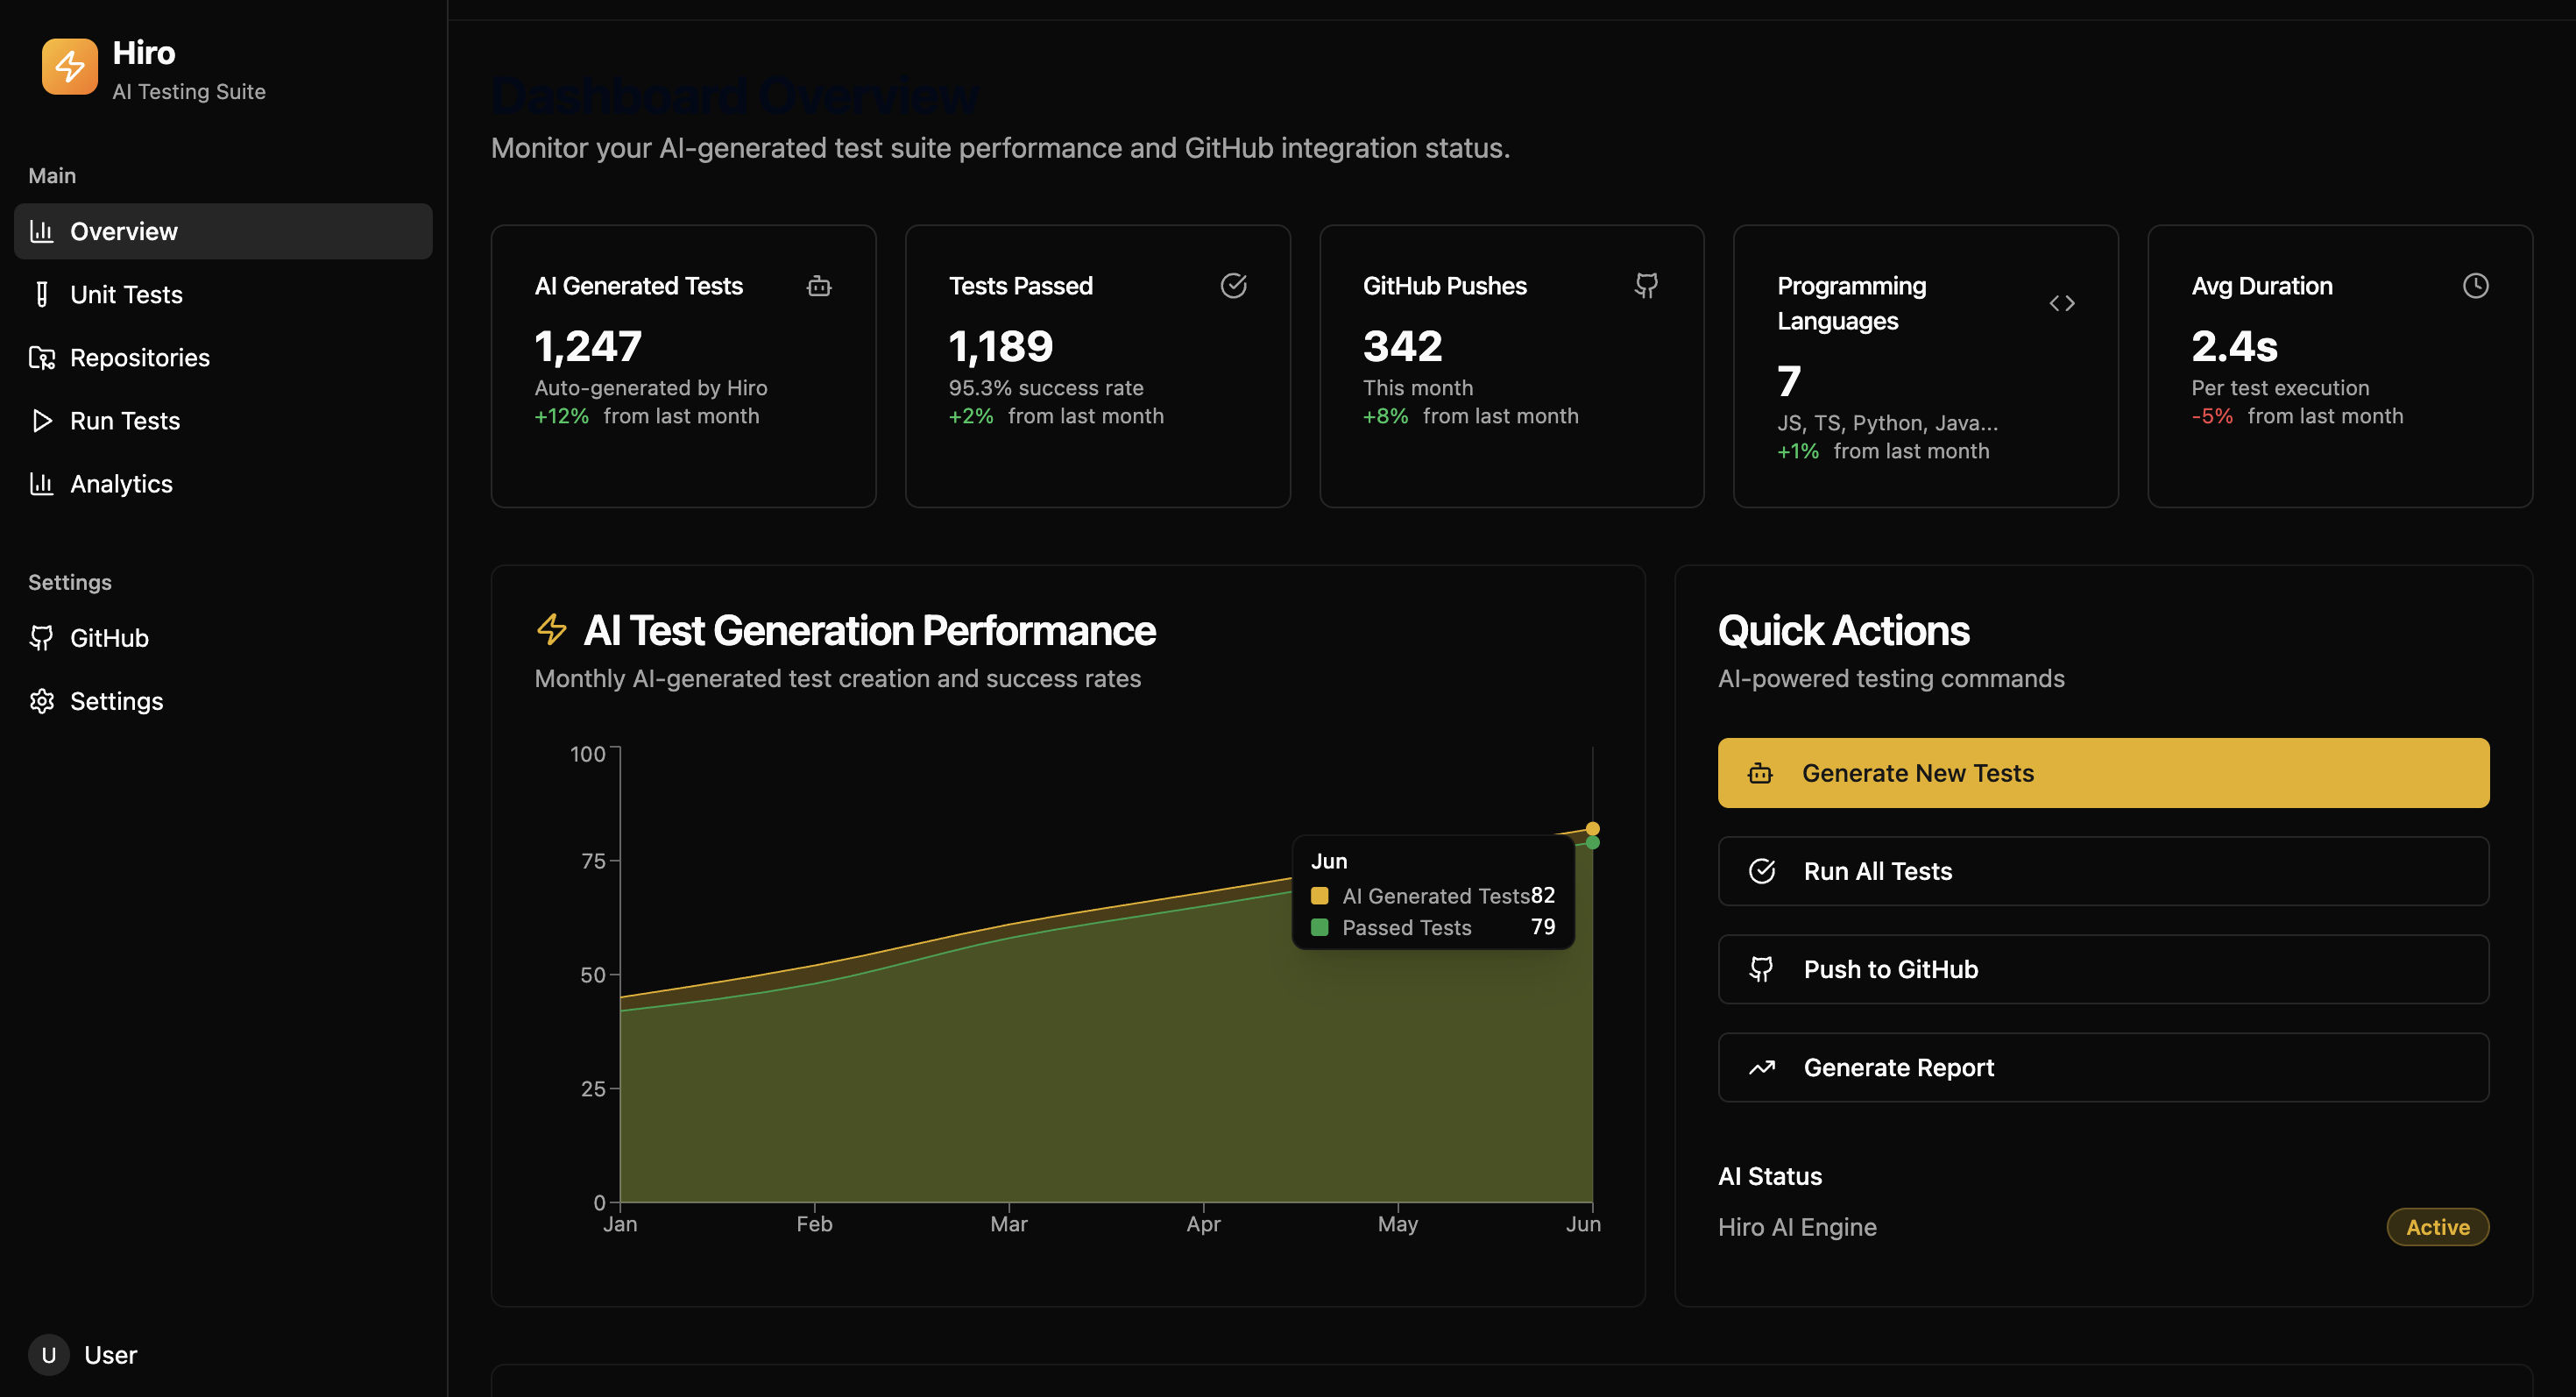 Hiro
AI Testing Suite
Main
Overview
Unit Tests
Repositories
Run Tests
Analytics
Settings
GitHub
Settings
U
User
Dashboard Overview
Monitor your AI-generated test suite performance and GitHub integration status.
AI Generated Tests
1,247
Auto-generated by Hiro
+12% from last month
Tests Passed
1,189
95.3% success rate
+2% from last month
GitHub Pushes
342
This month
+8% from last month
Programming
Languages
7
JS, TS, Python, Java...
+1% from last month
Avg Duration
2.4s
Per test execution
-5% from last month
AI Test Generation Performance
Monthly AI-generated test creation and success rates
100
75
50
25
0
Jan
Feb
Mar
Apr
May
Jun
Jun
AI Generated Tests 82
Passed Tests 79
Quick Actions
AI-powered testing commands
Generate New Tests
Run All Tests
Push to GitHub
Generate Report
AI Status
Hiro AI Engine
Active